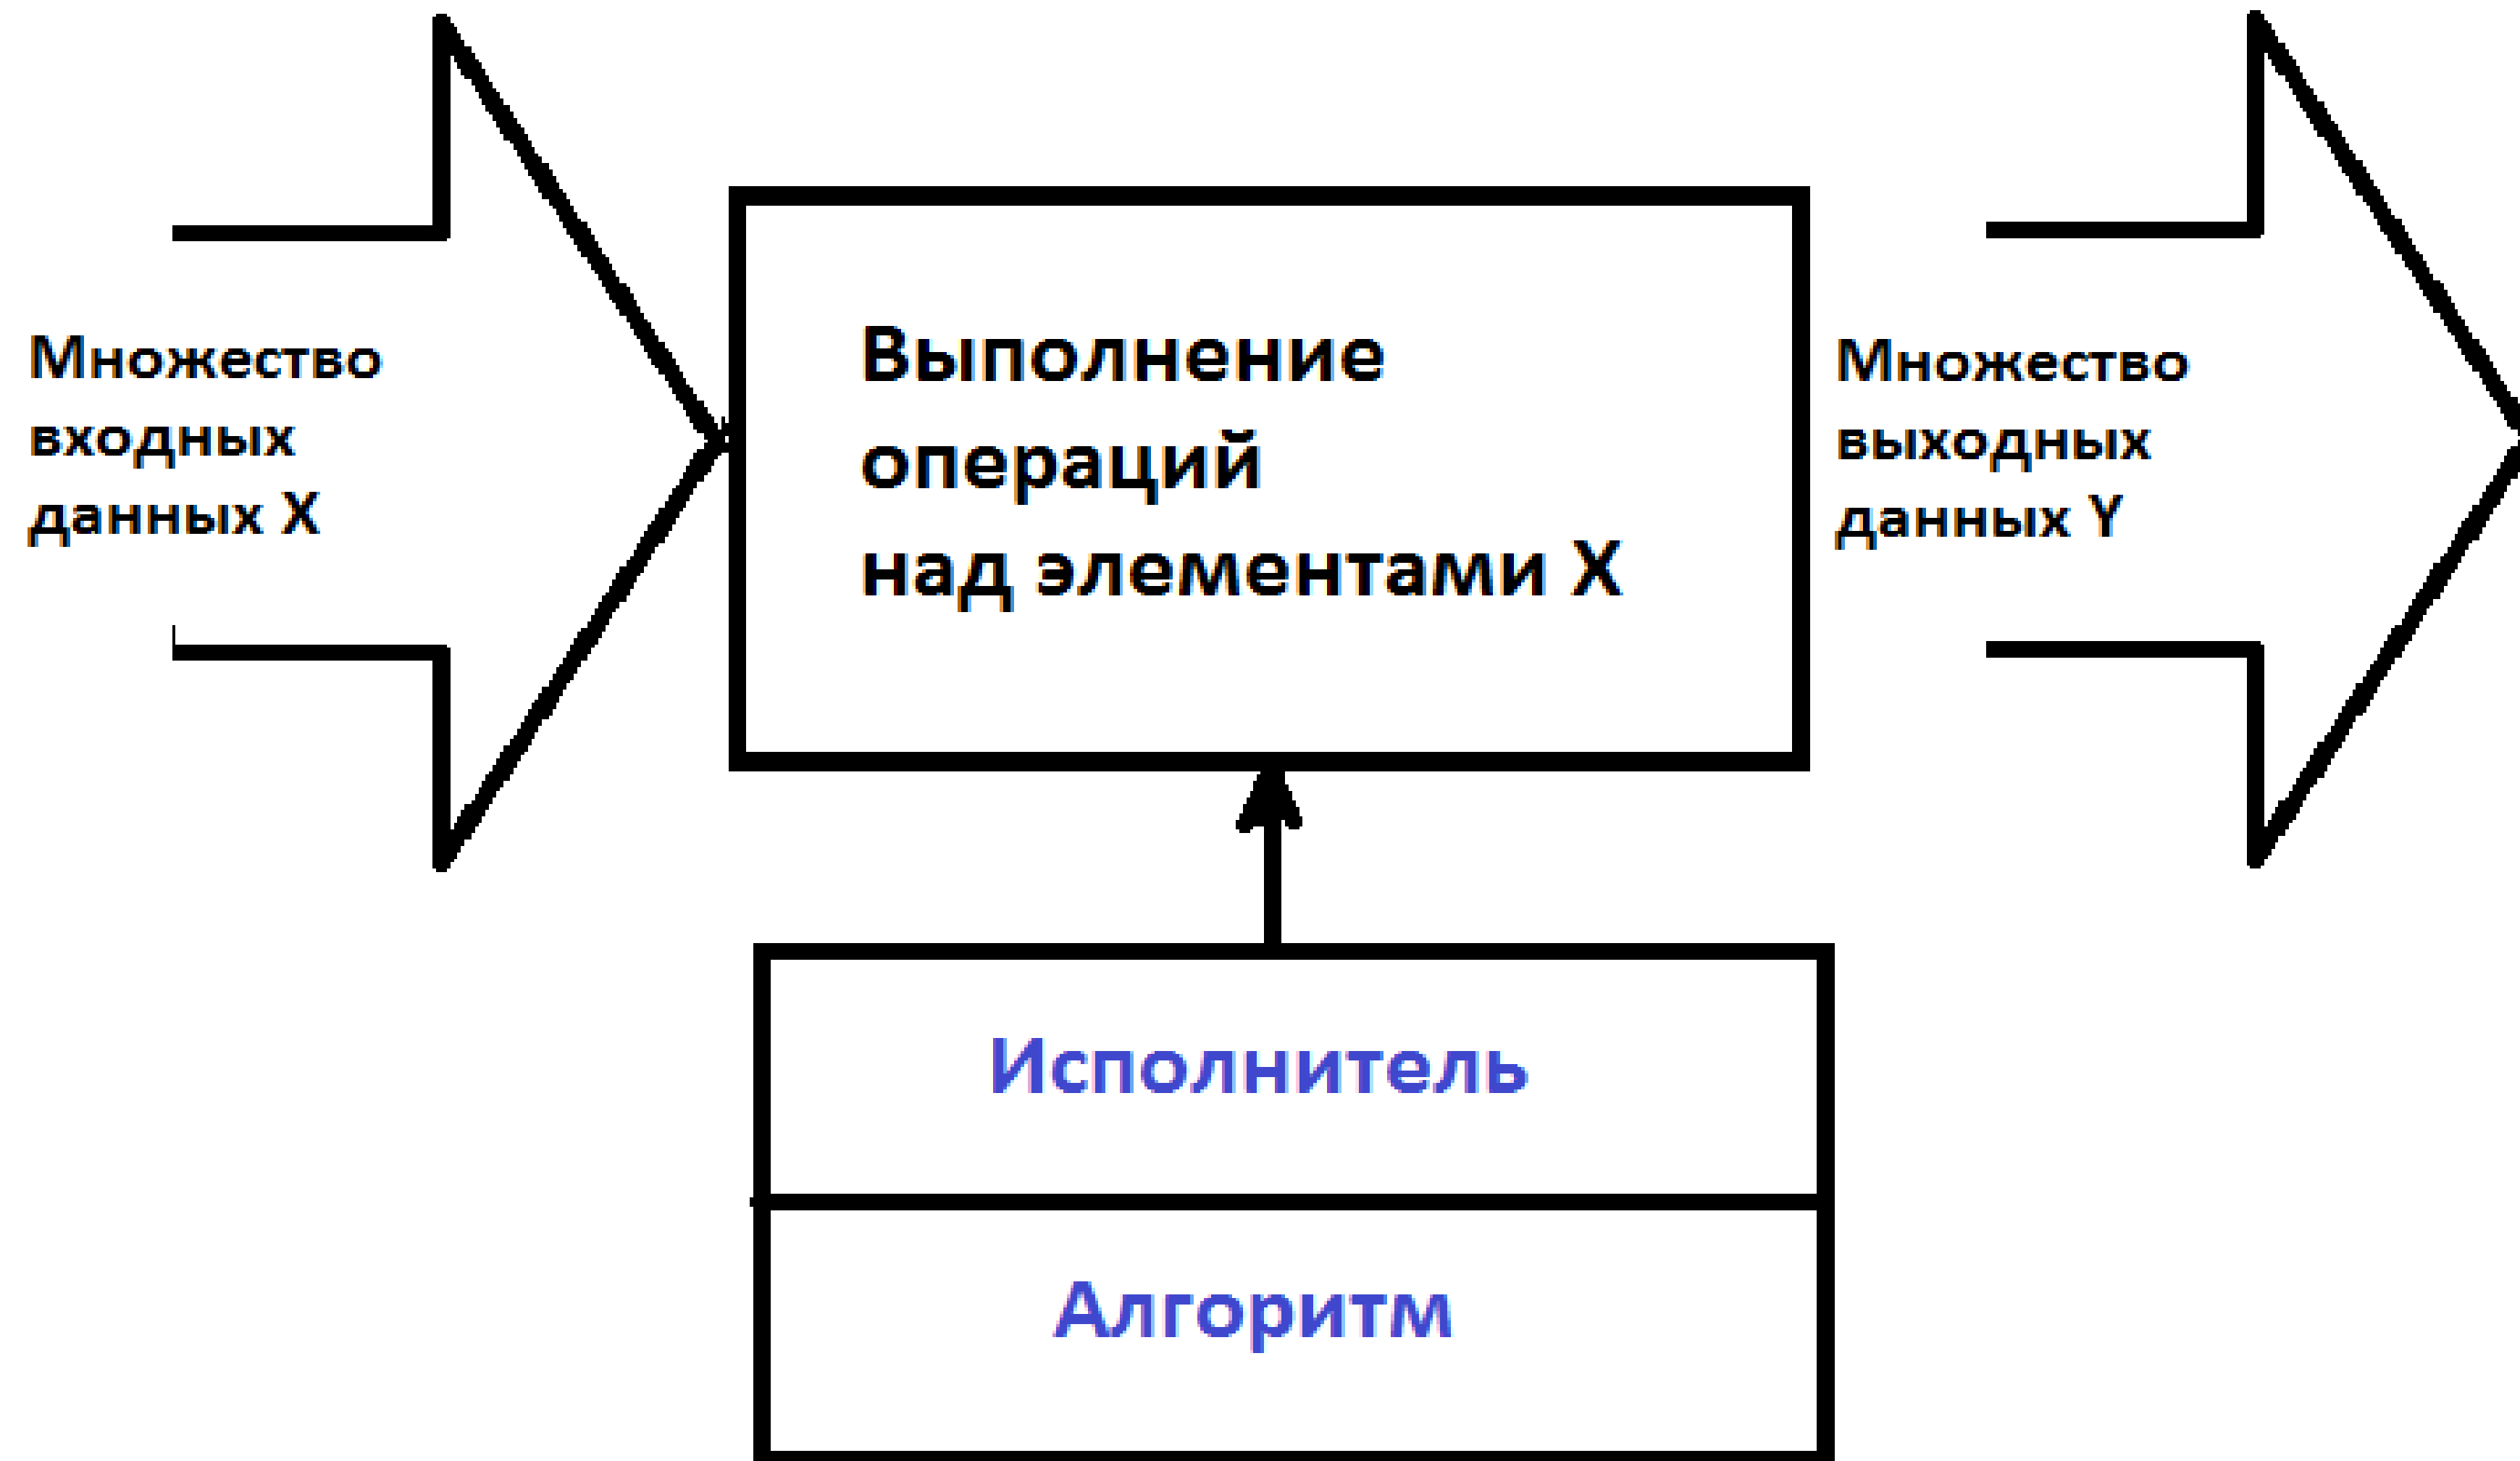 Множество
входных
данных X
Выполнение
операций
над элементами X
Множество
выходных
данных Y
Исполнитель
Алгоритм